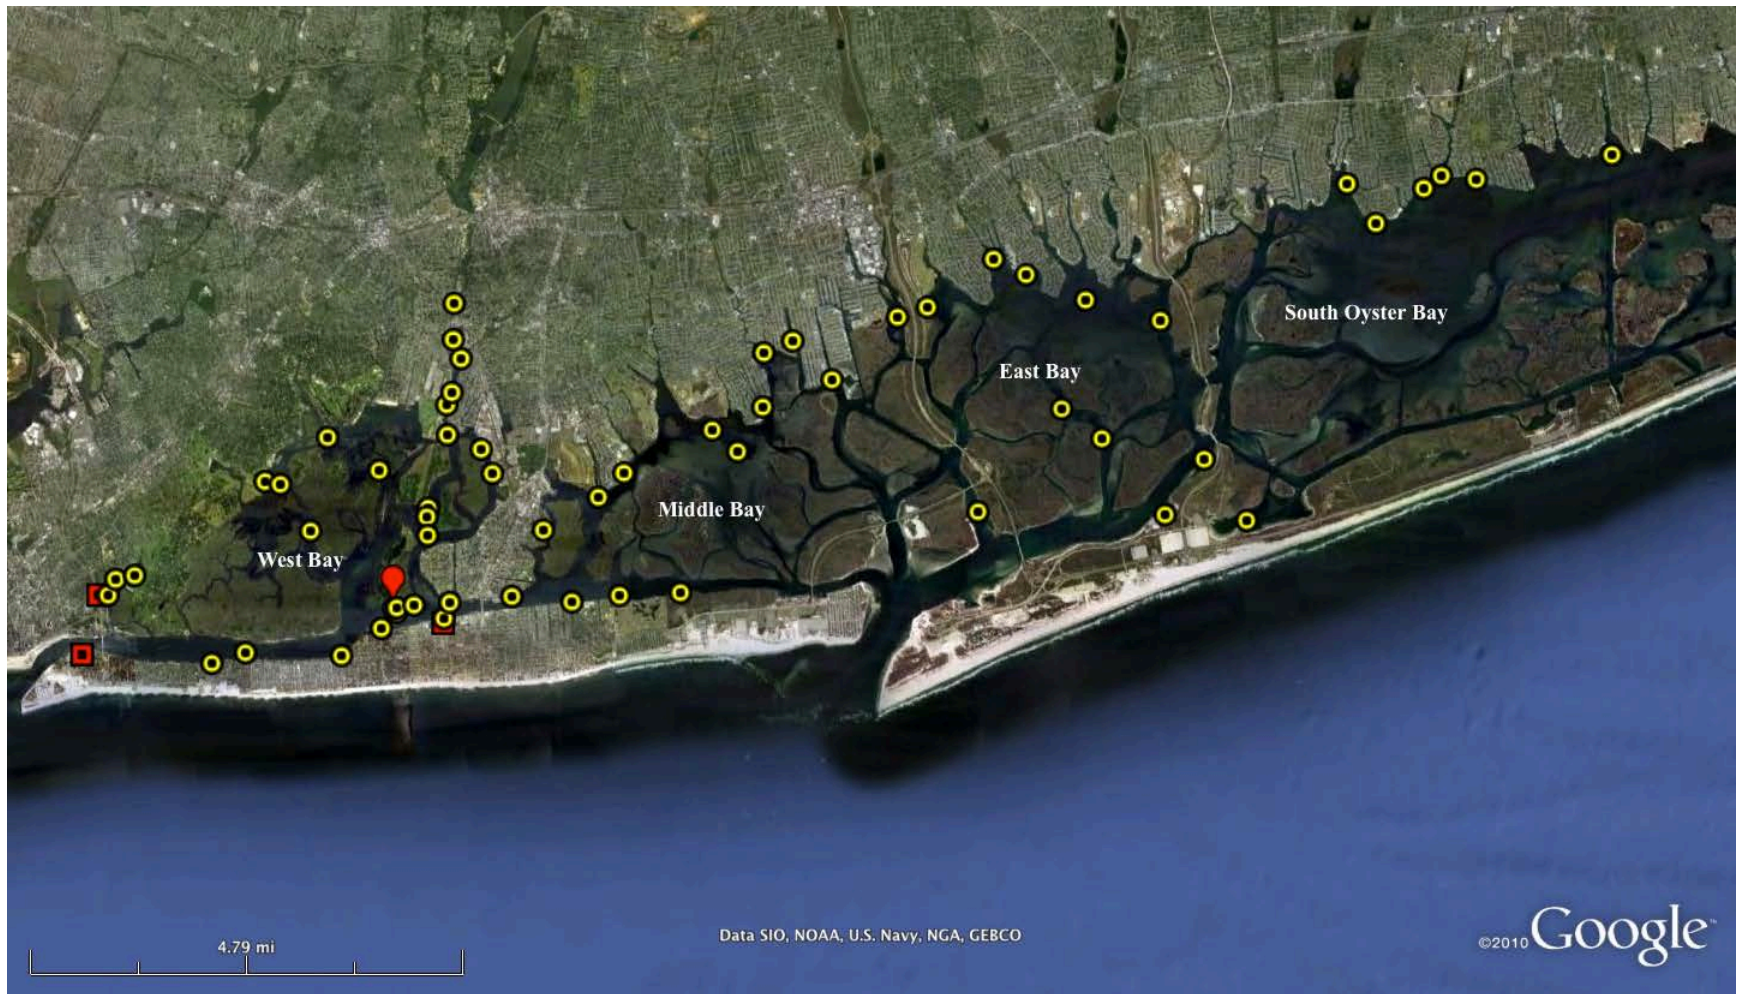 South Oyster Bay
East Bay
Middle Bay
West Bay
Data SIO, NOAA, U.S. Navy, NGA, GEBCO
4.79 mi
©2010 Google™